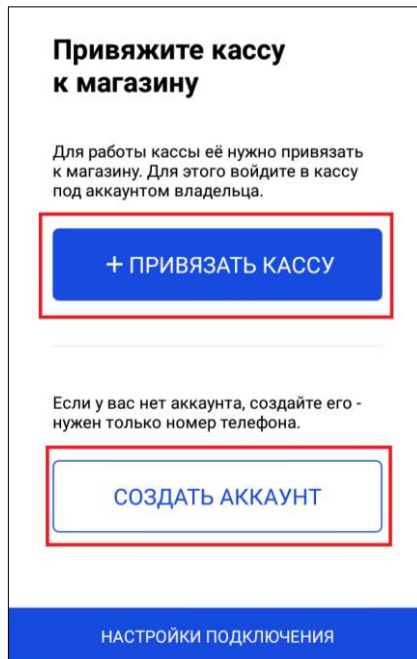 Привяжите кассу
к магазину
Для работы кассы её нужно привязать
к магазину. Для этого войдите в кассу
под аккаунтом владельца.
+ ПРИВЯЗАТЬ КАССУ
Если у вас нет аккаунта, создайте его -
нужен только номер телефона.
СОЗДАТЬ АККАУНТ
НАСТРОЙКИ ПОДКЛЮЧЕНИЯ